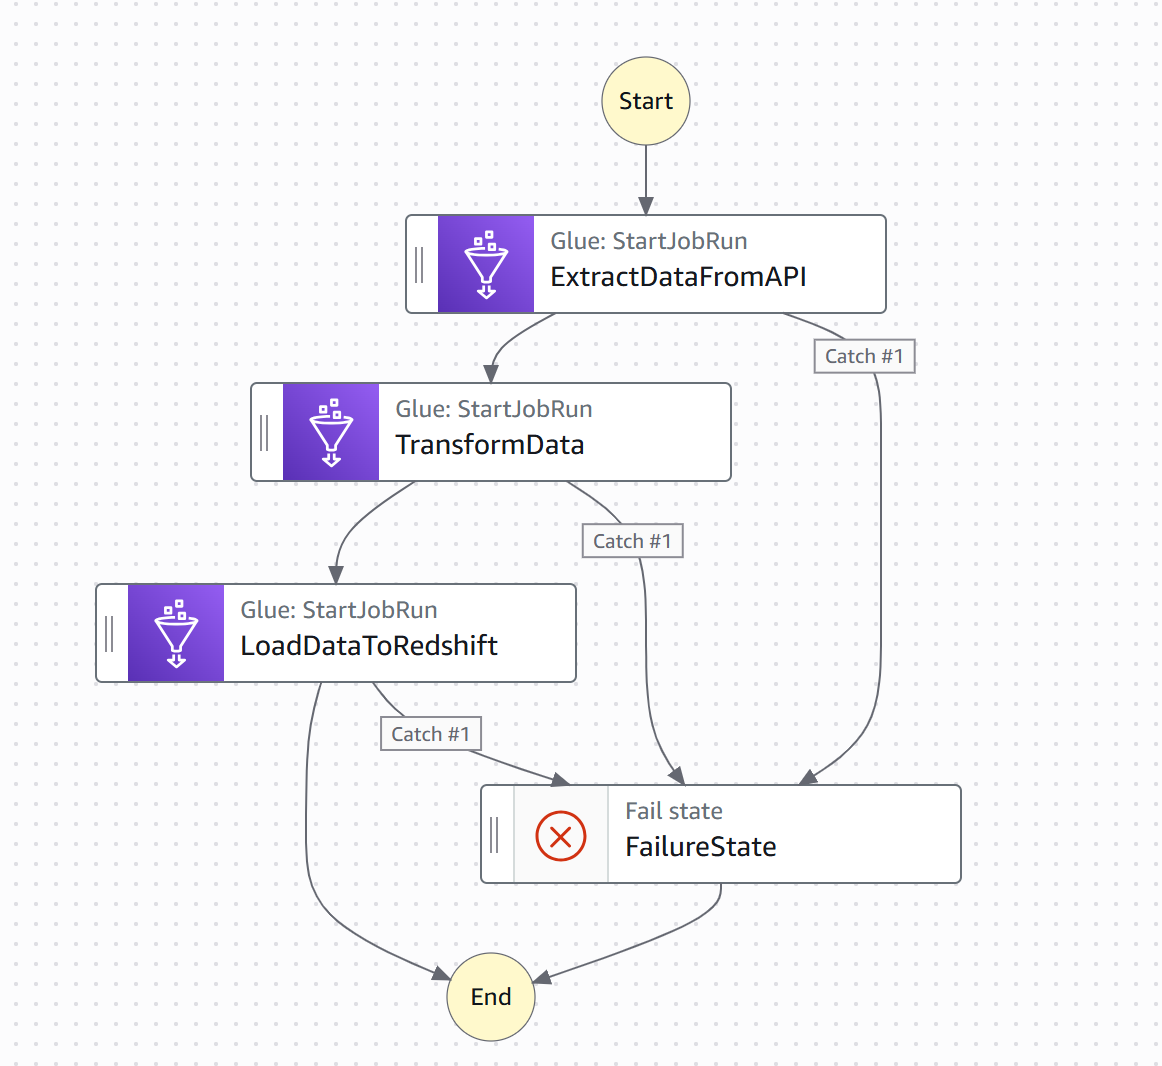 Start
Glue: StartJobRun
ExtractDataFromAPI
Catch #1
Glue: StartJobRun
TransformData
Catch #1
Glue: StartJobRun
LoadDataToRedshift
Catch #1
Fail state
FailureState
End